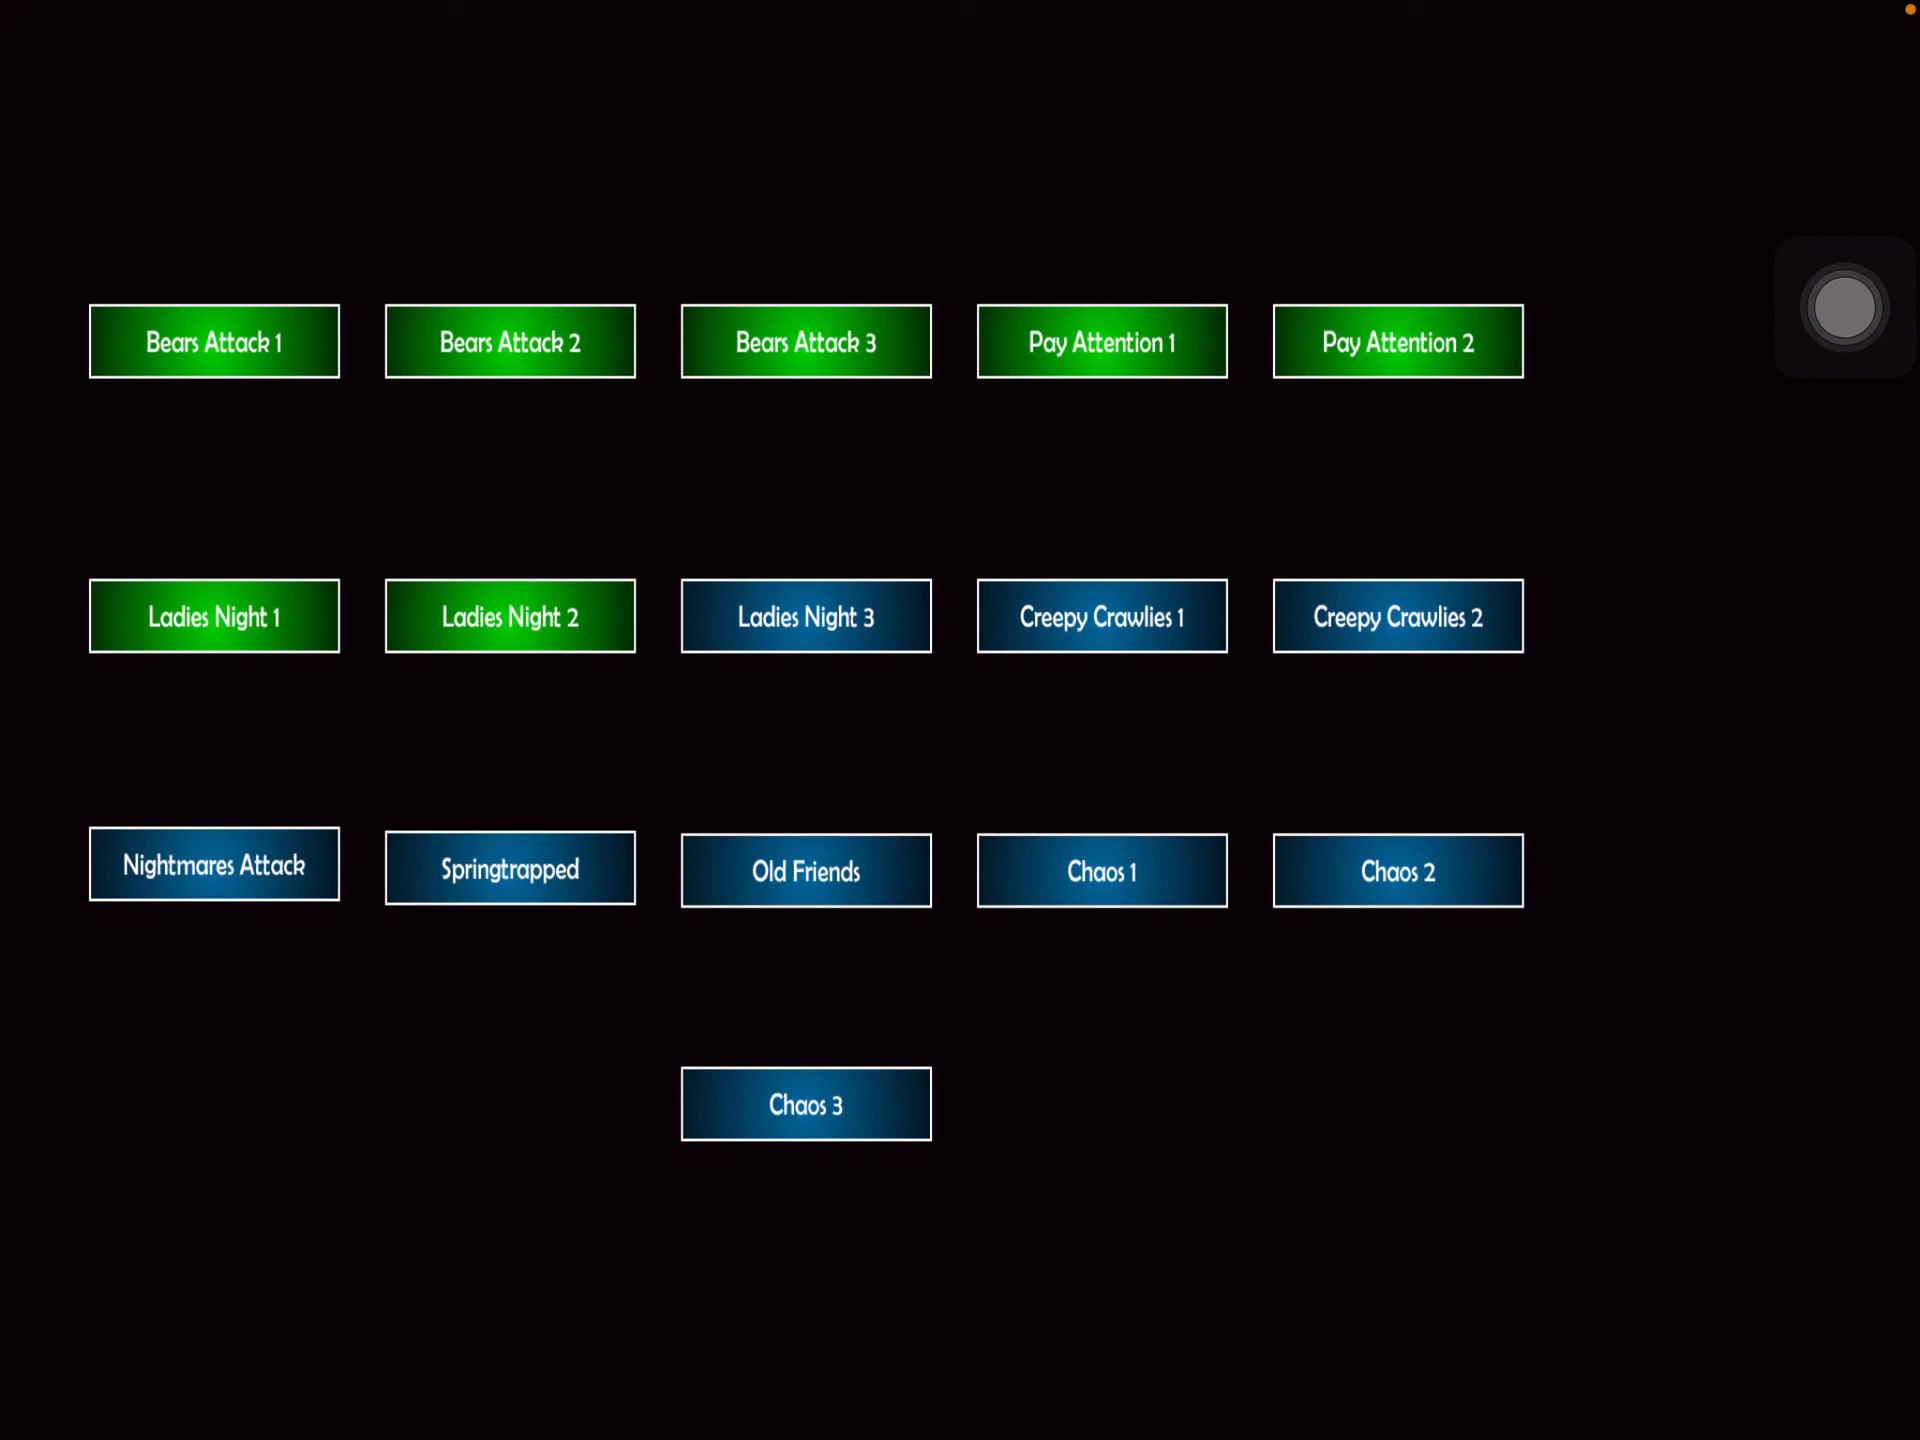 Bears Attack 1
Bears Attack 2
Bears Attack 3
Pay Attention 1
Pay Attention 2
Ladies Night 1
Ladies Night 2
Ladies Night 3
Creepy Crawlies 1
Creepy Crawlies 2
Nightmares Attack
Springtrapped
Old Friends
Chaos 1
Chaos 2
Chaos 3